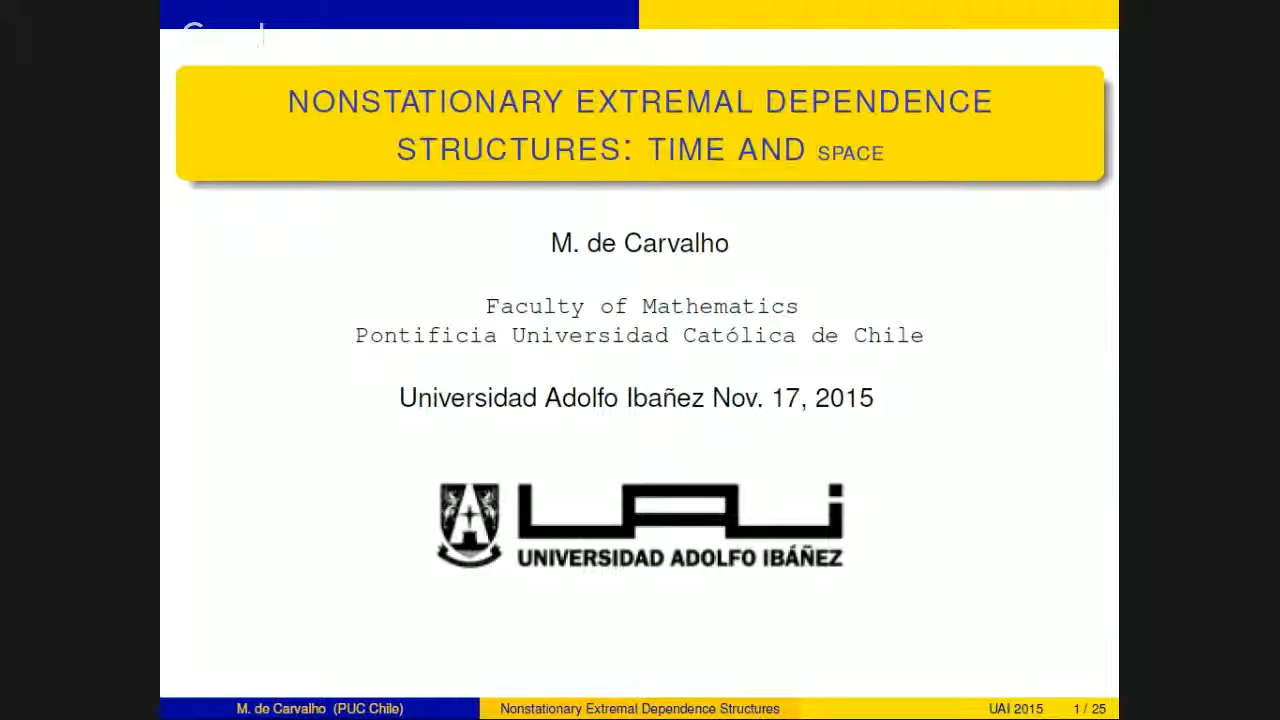 NONSTATIONARY EXTREMAL DEPENDENCE
STRUCTURES: TIME AND SPACE
M. de Carvalho
Faculty of Mathematics
Pontificia Universidad Católica de Chile
Universidad Adolfo Ibañez Nov. 17, 2015
UAi
UNIVERSIDAD ADOLFO IBÁÑEZ
M. de Carvalho (PUC Chile)
Nonstationary Extremal Dependence Structures
UAI 2015
1 / 25